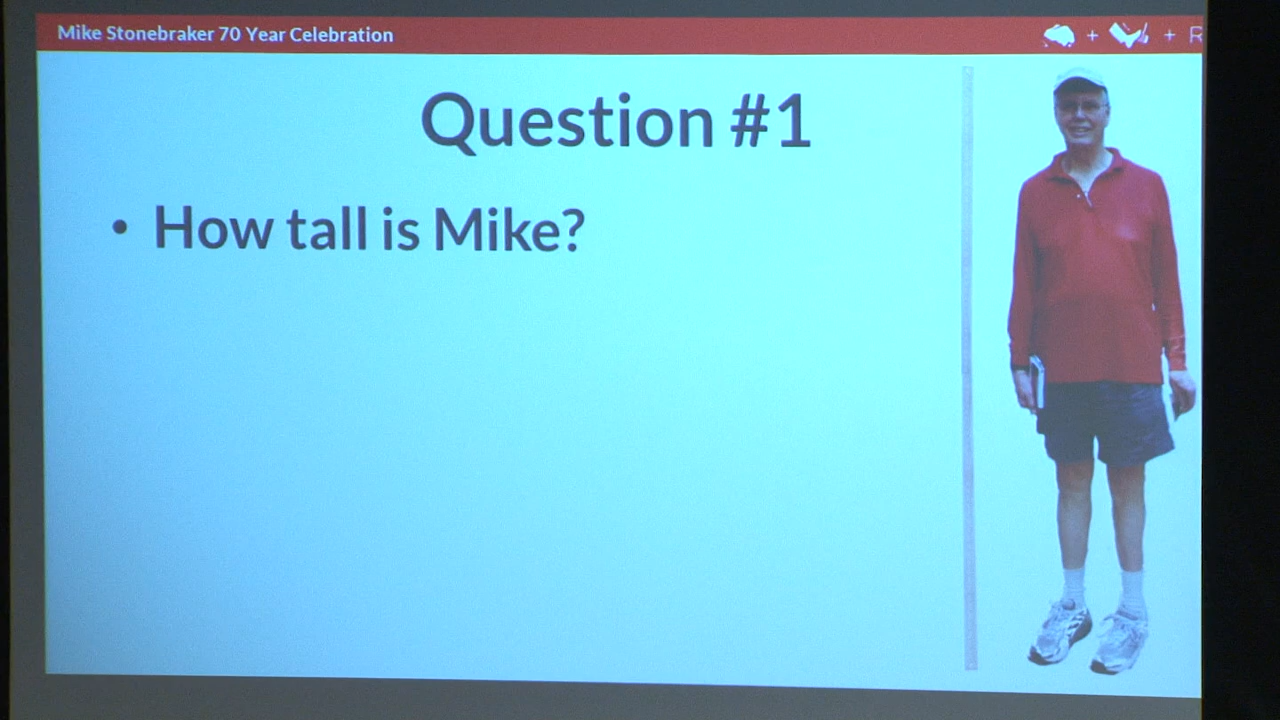 Mike Stonebraker 70 Year Celebration
+ + R
Question #1
• How tall is Mike?